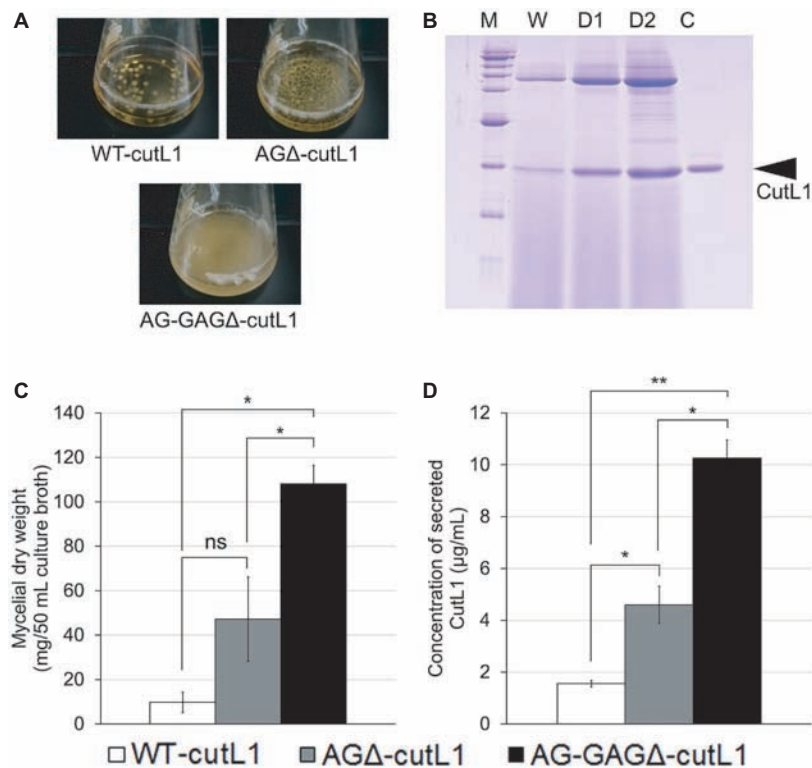 A
WT-cutL1
AGΔ-cutL1
AG-GAGΔ-cutL1
B
M W D1 D2 C
CutL1
C
Mycelial dry weight
(mg/50 mL culture broth)
140
120
100
80
60
40
20
0
*
*
ns
D
Concentration of secreted
CutL1 (µg/mL)
12
10
8
6
4
2
0
**
*
*
WT-cutL1 AGΔ-cutL1 AG-GAGΔ-cutL1